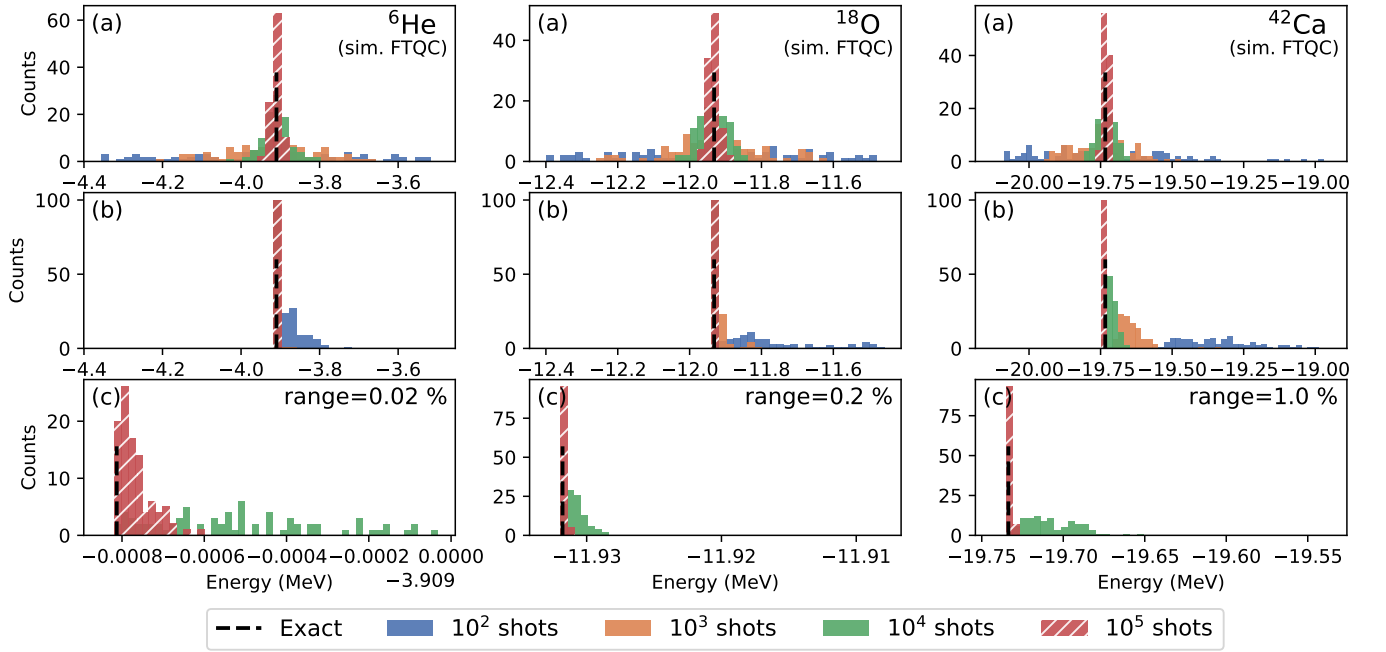 (a) ⁶He (sim. FTQC)
Counts
60
40
20
0
−4.4 −4.2 −4.0 −3.8 −3.6
(a) ¹⁸O (sim. FTQC)
40
20
0
−12.4 −12.2 −12.0 −11.8 −11.6
(a) ⁴²Ca (sim. FTQC)
40
20
0
−20.00 −19.75 −19.50 −19.25 −19.00
(b)
Counts
100
50
0
−4.4 −4.2 −4.0 −3.8 −3.6
(b)
100
50
0
−12.4 −12.2 −12.0 −11.8 −11.6
(b)
100
50
0
−20.00 −19.75 −19.50 −19.25 −19.00
(c) range=0.02 %
Counts
20
10
0
−0.0008 −0.0006 −0.0004 −0.0002 0.0000
Energy (MeV) −3.909
(c) range=0.2 %
75
50
25
0
−11.93 −11.92 −11.91
Energy (MeV)
(c) range=1.0 %
75
50
25
0
−19.75 −19.70 −19.65 −19.60 −19.55
Energy (MeV)
Exact 10² shots 10³ shots 10⁴ shots 10⁵ shots